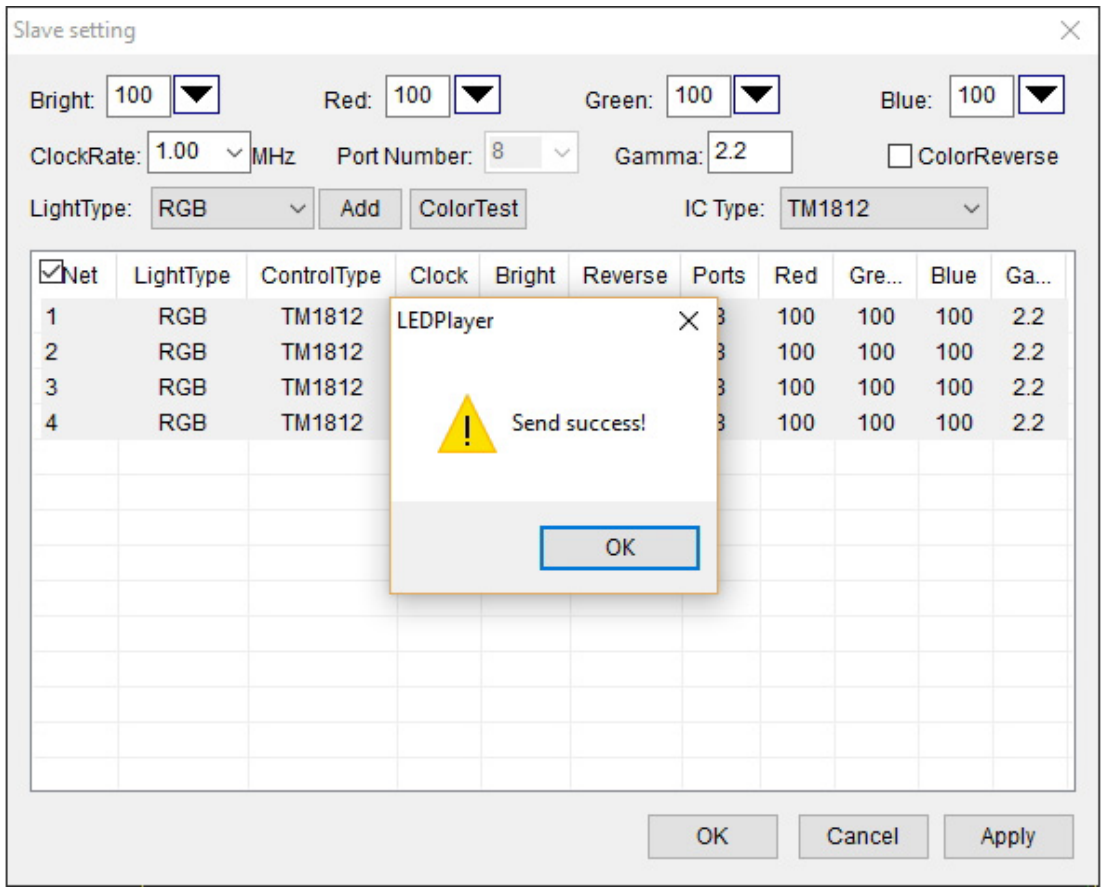 Slave setting
Bright: 100 Red: 100 Green: 100 Blue: 100
ClockRate: 1.00 MHz Port Number: 8 Gamma: 2.2 ColorReverse
LightType: RGB Add ColorTest IC Type: TM1812
Net LightType ControlType Clock Bright Reverse Ports Red Gre... Blue Ga...
1 RGB TM1812 100 100 100 2.2
2 RGB TM1812 100 100 100 2.2
3 RGB TM1812 100 100 100 2.2
4 RGB TM1812 100 100 100 2.2
LEDPlayer
Send success!
OK
OK Cancel Apply